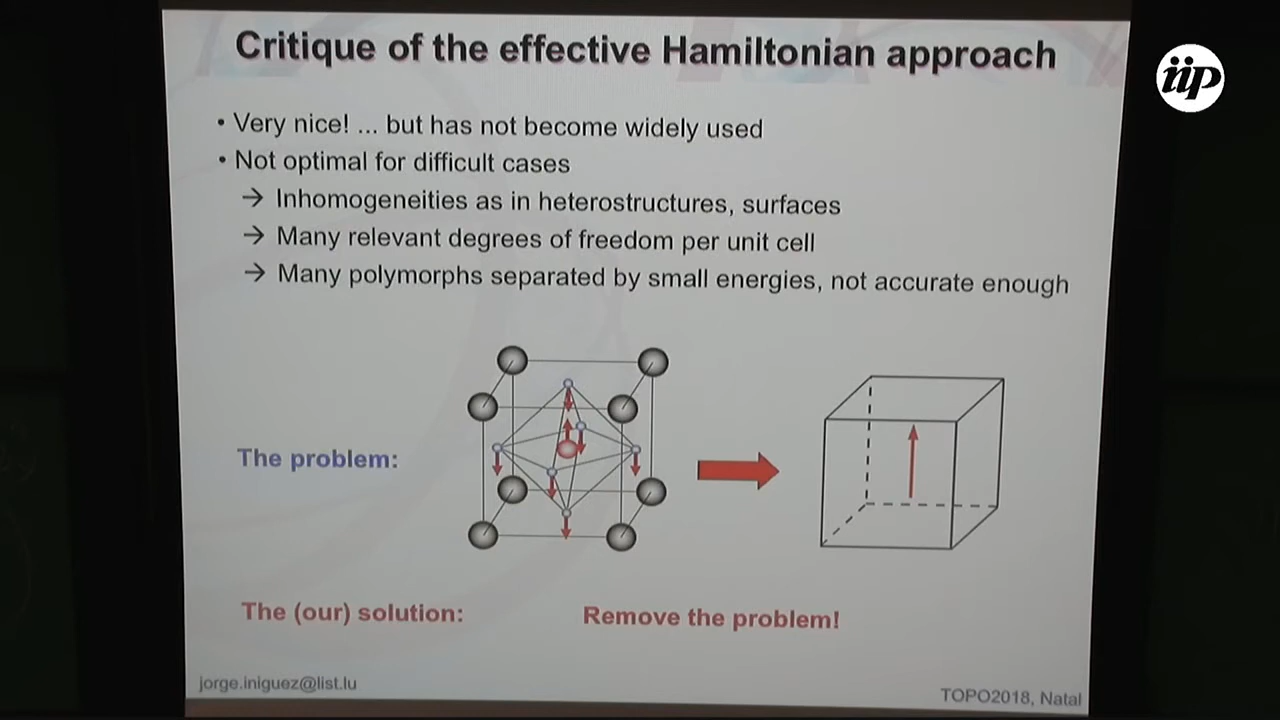 Critique of the effective Hamiltonian approach
iip
• Very nice! ... but has not become widely used
• Not optimal for difficult cases
→ Inhomogeneities as in heterostructures, surfaces
→ Many relevant degrees of freedom per unit cell
→ Many polymorphs separated by small energies, not accurate enough
The problem:
The (our) solution: Remove the problem!
jorge.iniguez@list.lu
TOPO2018, Natal